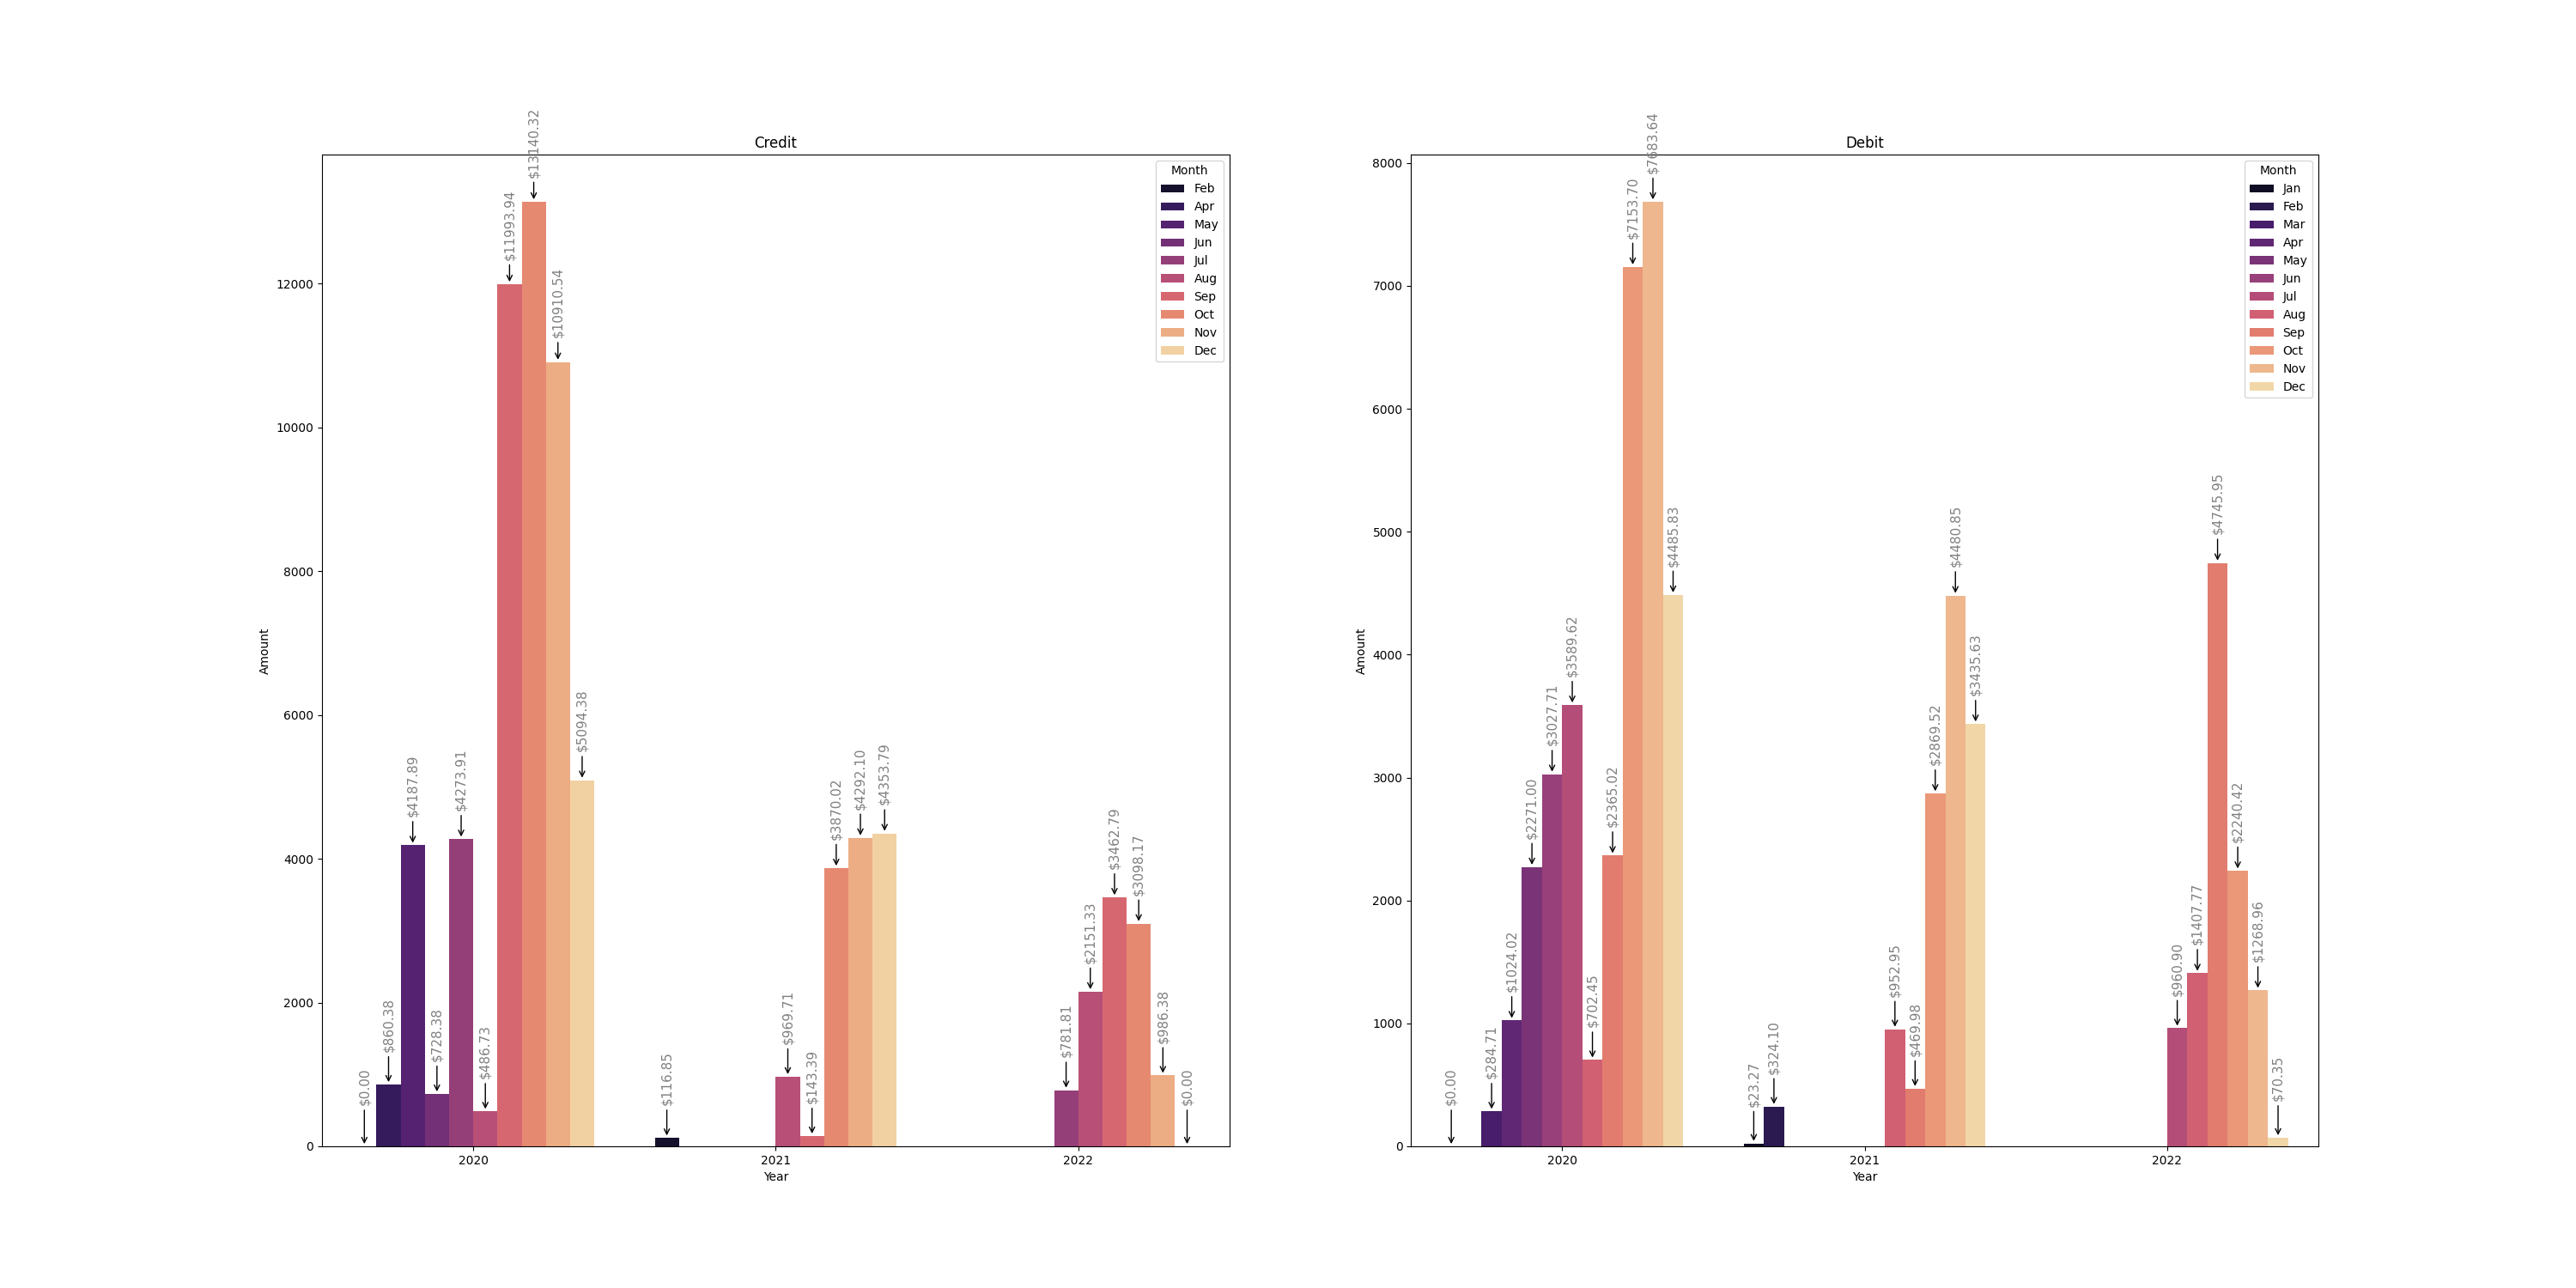 Credit
$13140.32
$11993.94
$10910.54
$5094.38
$4187.89
$4273.91
$860.38
$728.38
$486.73
$0.00
$116.85
$969.71
$143.39
$3870.02
$4292.10
$4353.79
$781.81
$2151.33
$3462.79
$3098.17
$986.38
$0.00
Month
Feb
Apr
May
Jun
Jul
Aug
Sep
Oct
Nov
Dec
12000
10000
8000
6000
4000
2000
0
Amount
2020
2021
2022
Year
Debit
$7683.64
$7153.70
$4485.83
$3589.62
$3027.71
$2271.00
$2365.02
$1024.02
$702.45
$284.71
$0.00
$23.27
$324.10
$952.95
$469.98
$2869.52
$4480.85
$3435.63
$960.90
$1407.77
$4745.95
$2240.42
$1268.96
$70.35
Month
Jan
Feb
Mar
Apr
May
Jun
Jul
Aug
Sep
Oct
Nov
Dec
8000
7000
6000
5000
4000
3000
2000
1000
0
Amount
2020
2021
2022
Year